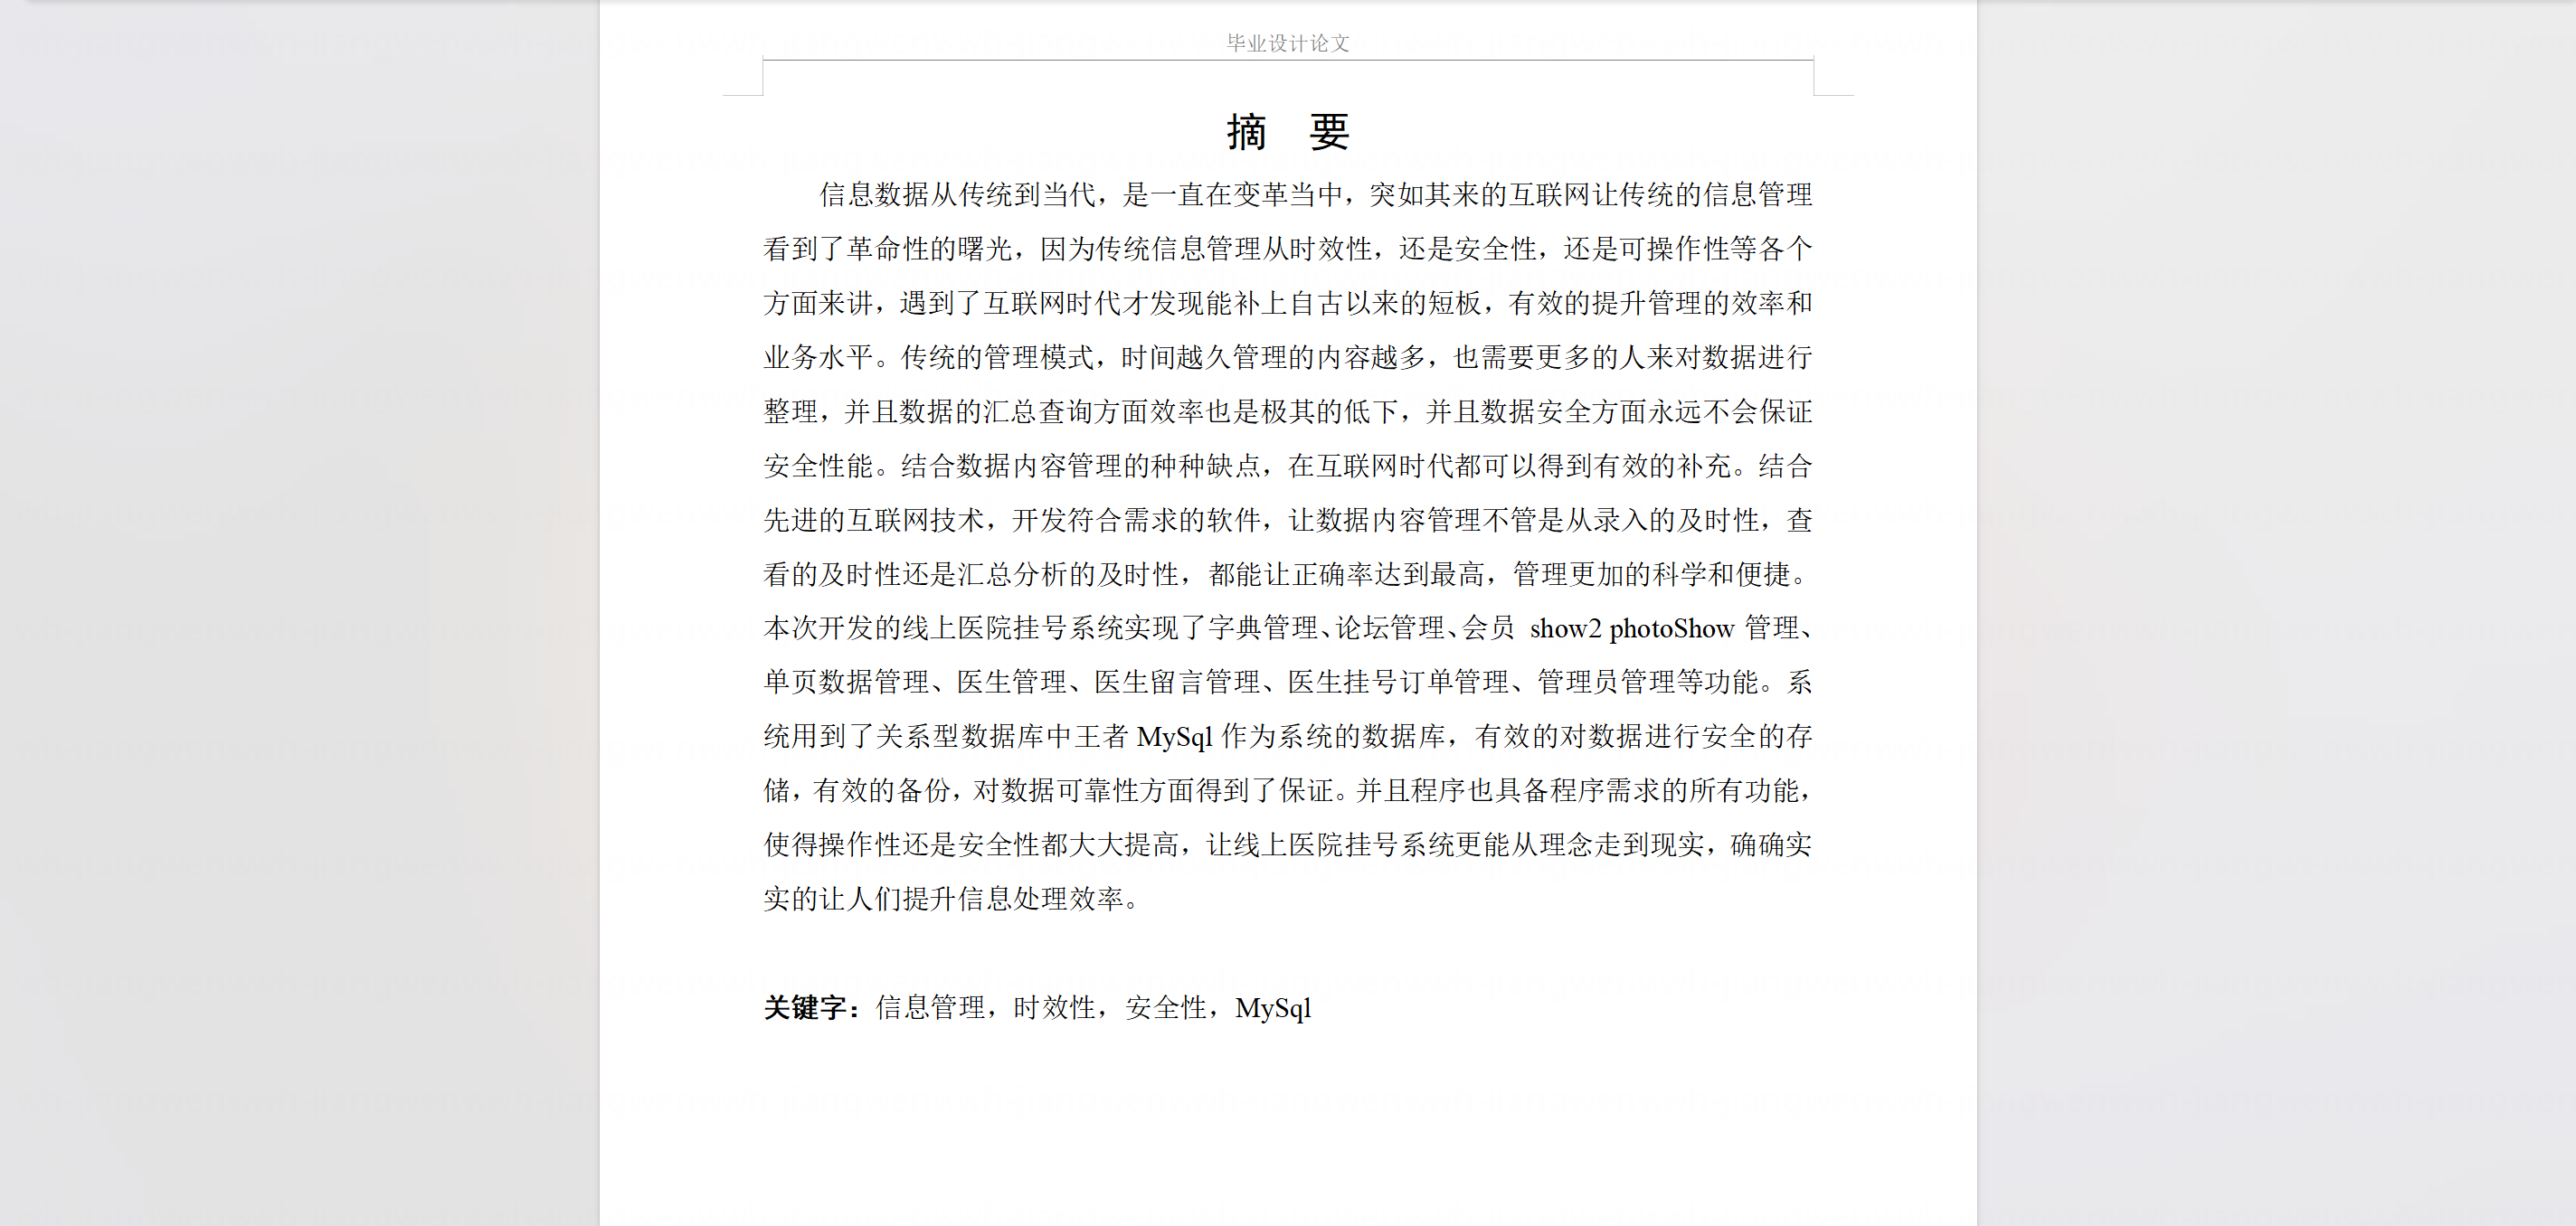 毕业设计论文
摘 要
信息数据从传统到当代，是一直在变革当中，突如其来的互联网让传统的信息管理
看到了革命性的曙光，因为传统信息管理从时效性，还是安全性，还是可操作性等各个
方面来讲，遇到了互联网时代才发现能补上自古以来的短板，有效的提升管理的效率和
业务水平。传统的管理模式，时间越久管理的内容越多，也需要更多的人来对数据进行
整理，并且数据的汇总查询方面效率也是极其的低下，并且数据安全方面永远不会保证
安全性能。结合数据内容管理的种种缺点，在互联网时代都可以得到有效的补充。结合
先进的互联网技术，开发符合需求的软件，让数据内容管理不管是从录入的及时性，查
看的及时性还是汇总分析的及时性，都能让正确率达到最高，管理更加的科学和便捷。
本次开发的线上医院挂号系统实现了字典管理、论坛管理、会员 show2 photoShow 管理、
单页数据管理、医生管理、医生留言管理、医生挂号订单管理、管理员管理等功能。系
统用到了关系型数据库中王者 MySql 作为系统的数据库，有效的对数据进行安全的存
储，有效的备份，对数据可靠性方面得到了保证。并且程序也具备程序需求的所有功能，
使得操作性还是安全性都大大提高，让线上医院挂号系统更能从理念走到现实，确确实
实的让人们提升信息处理效率。
关键字：信息管理，时效性，安全性，MySql